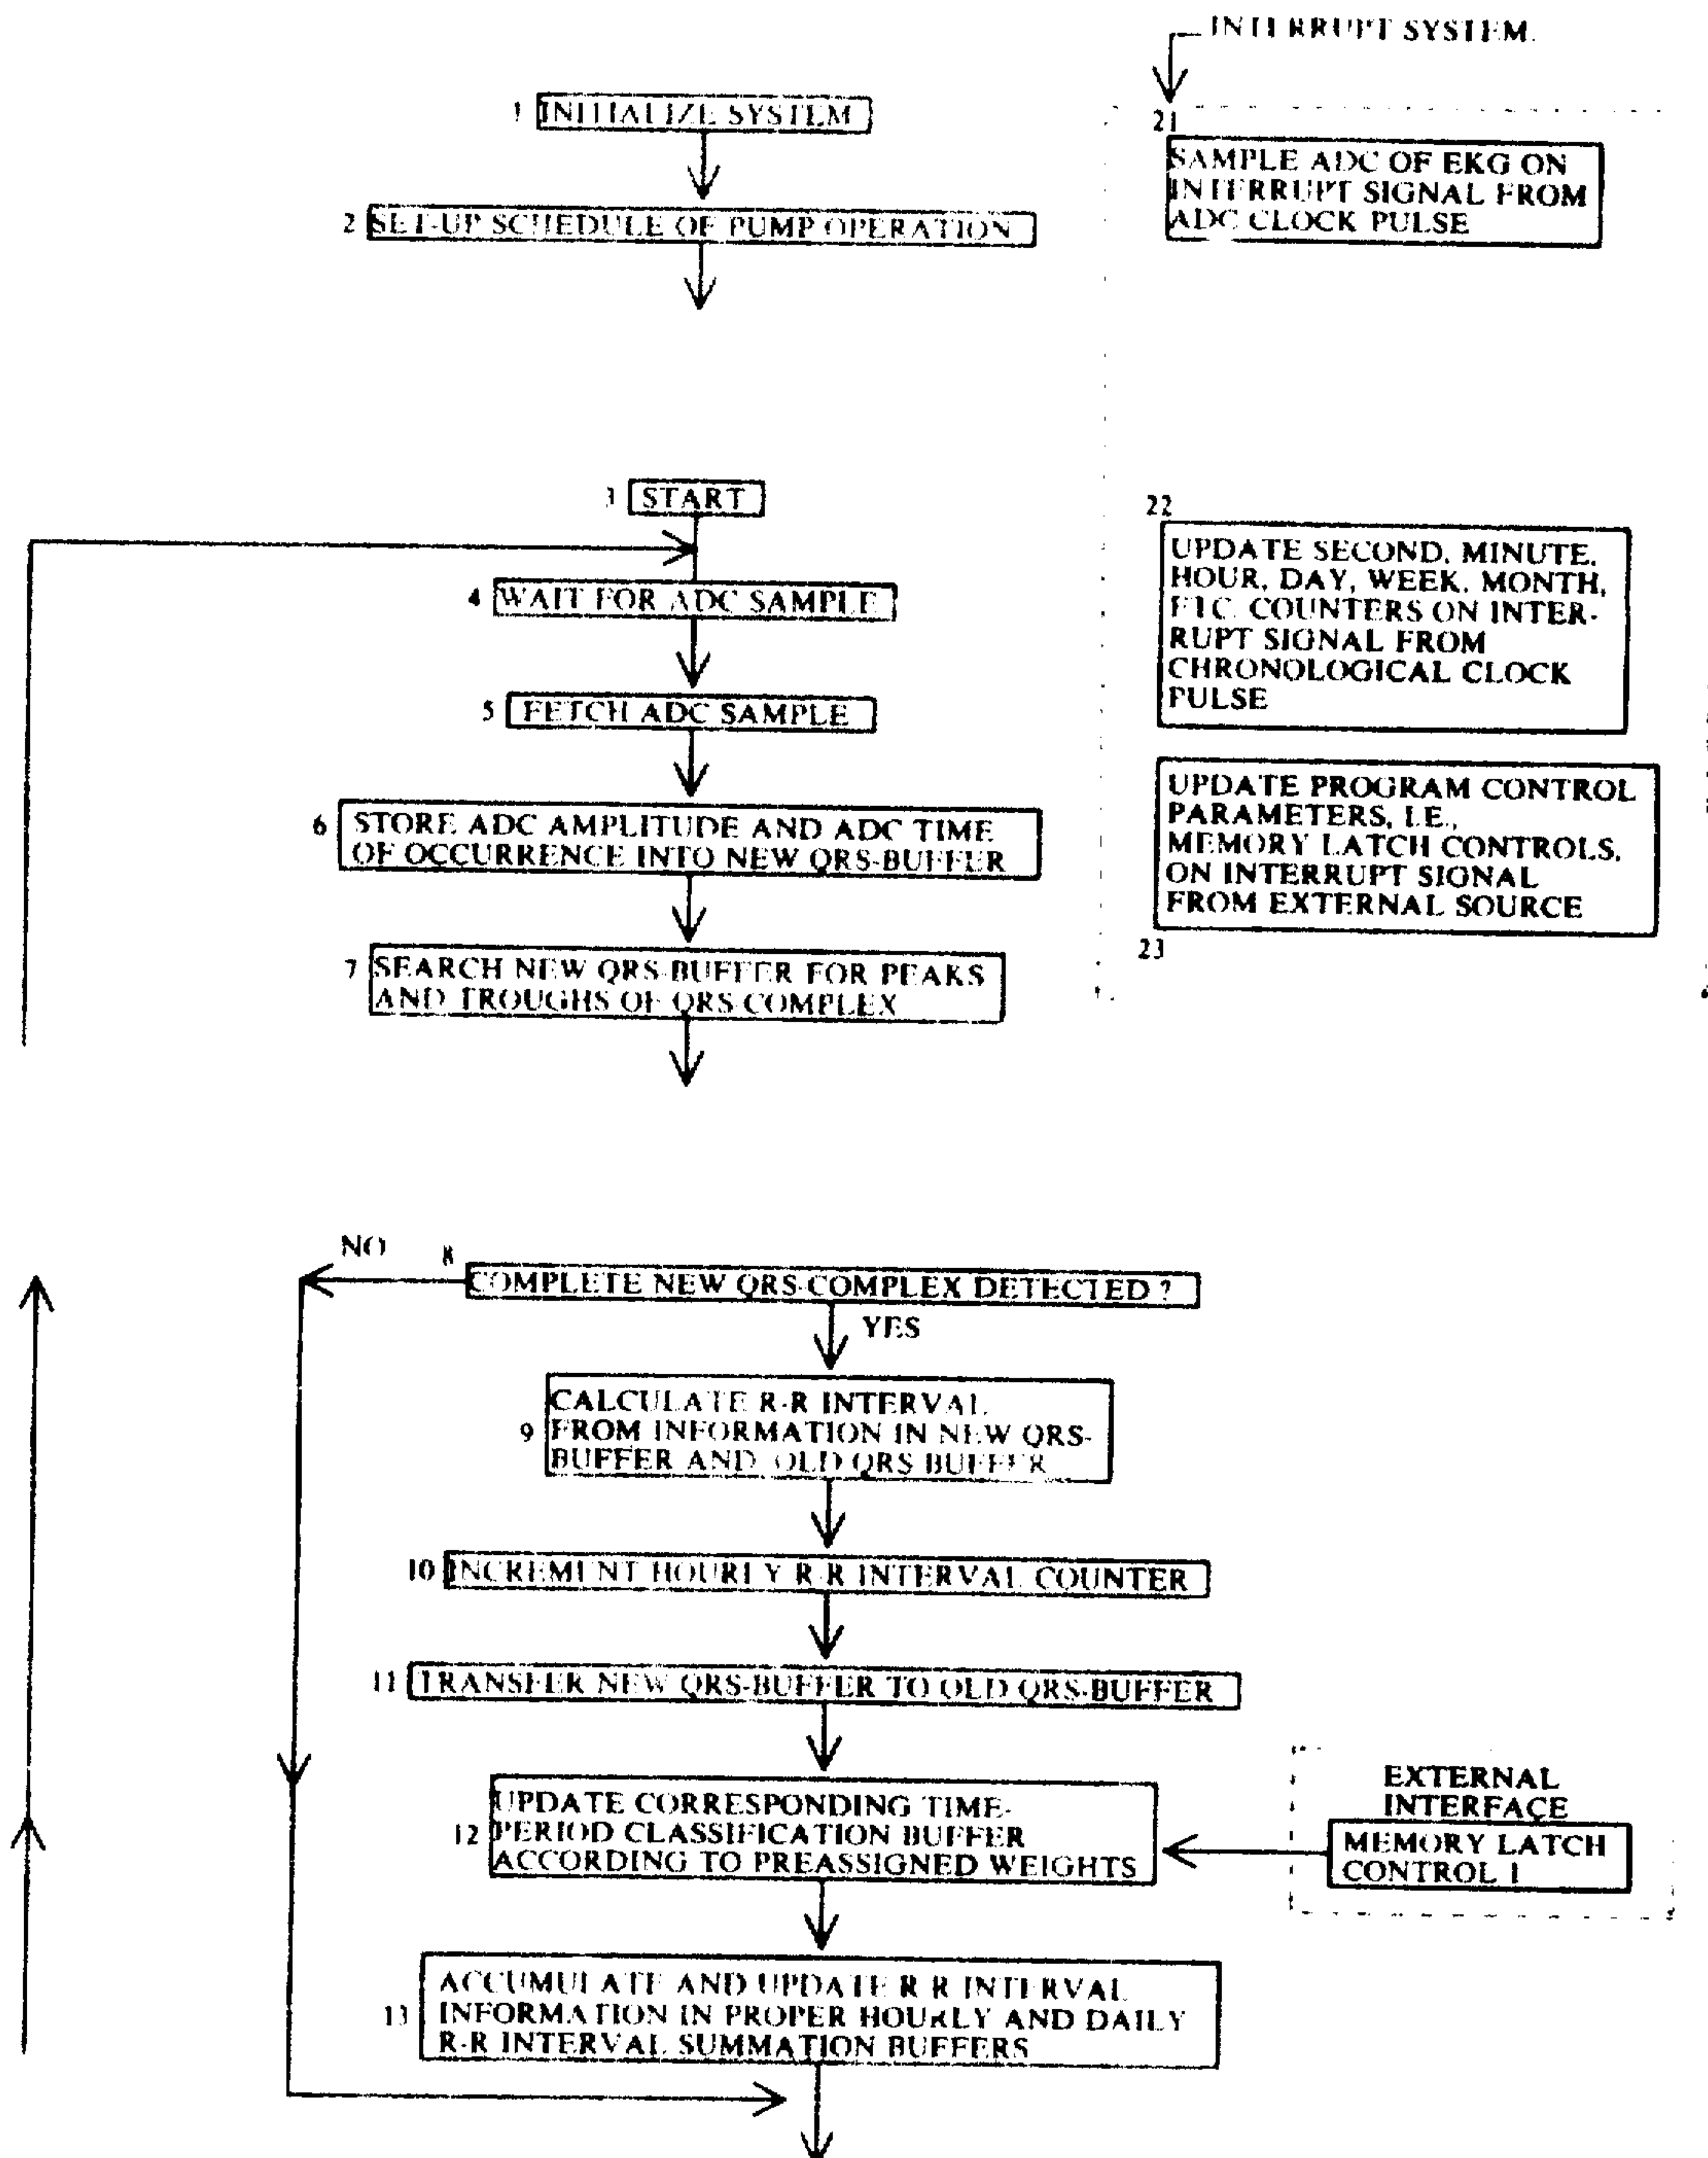 INTERRUPT SYSTEM.
1 INITIALIZE SYSTEM
2 SET-UP SCHEDULE OF PUMP OPERATION
21
SAMPLE ADC OF EKG ON
INTERRUPT SIGNAL FROM
ADC CLOCK PULSE
3 START
4 WAIT FOR ADC SAMPLE
5 FETCH ADC SAMPLE
6 STORE ADC AMPLITUDE AND ADC TIME
OF OCCURRENCE INTO NEW QRS-BUFFER
7 SEARCH NEW QRS-BUFFER FOR PEAKS
AND TROUGHS OF QRS-COMPLEX
22
UPDATE SECOND, MINUTE,
HOUR, DAY, WEEK, MONTH,
ETC. COUNTERS ON INTER-
RUPT SIGNAL FROM
CHRONOLOGICAL CLOCK
PULSE
UPDATE PROGRAM CONTROL
PARAMETERS, I.E.,
MEMORY LATCH CONTROLS,
ON INTERRUPT SIGNAL
FROM EXTERNAL SOURCE
23
NO
8
COMPLETE NEW QRS-COMPLEX DETECTED ?
YES
CALCULATE R-R INTERVAL
9 FROM INFORMATION IN NEW QRS-
BUFFER AND OLD QRS BUFFER
10 INCREMENT HOURLY R-R INTERVAL COUNTER
11 TRANSFER NEW QRS-BUFFER TO OLD QRS-BUFFER
UPDATE CORRESPONDING TIME-
12 PERIOD CLASSIFICATION BUFFER
ACCORDING TO PREASSIGNED WEIGHTS
EXTERNAL
INTERFACE
MEMORY LATCH
CONTROL 1
ACCUMULATE AND UPDATE R-R INTERVAL
13 INFORMATION IN PROPER HOURLY AND DAILY
R-R INTERVAL SUMMATION BUFFERS